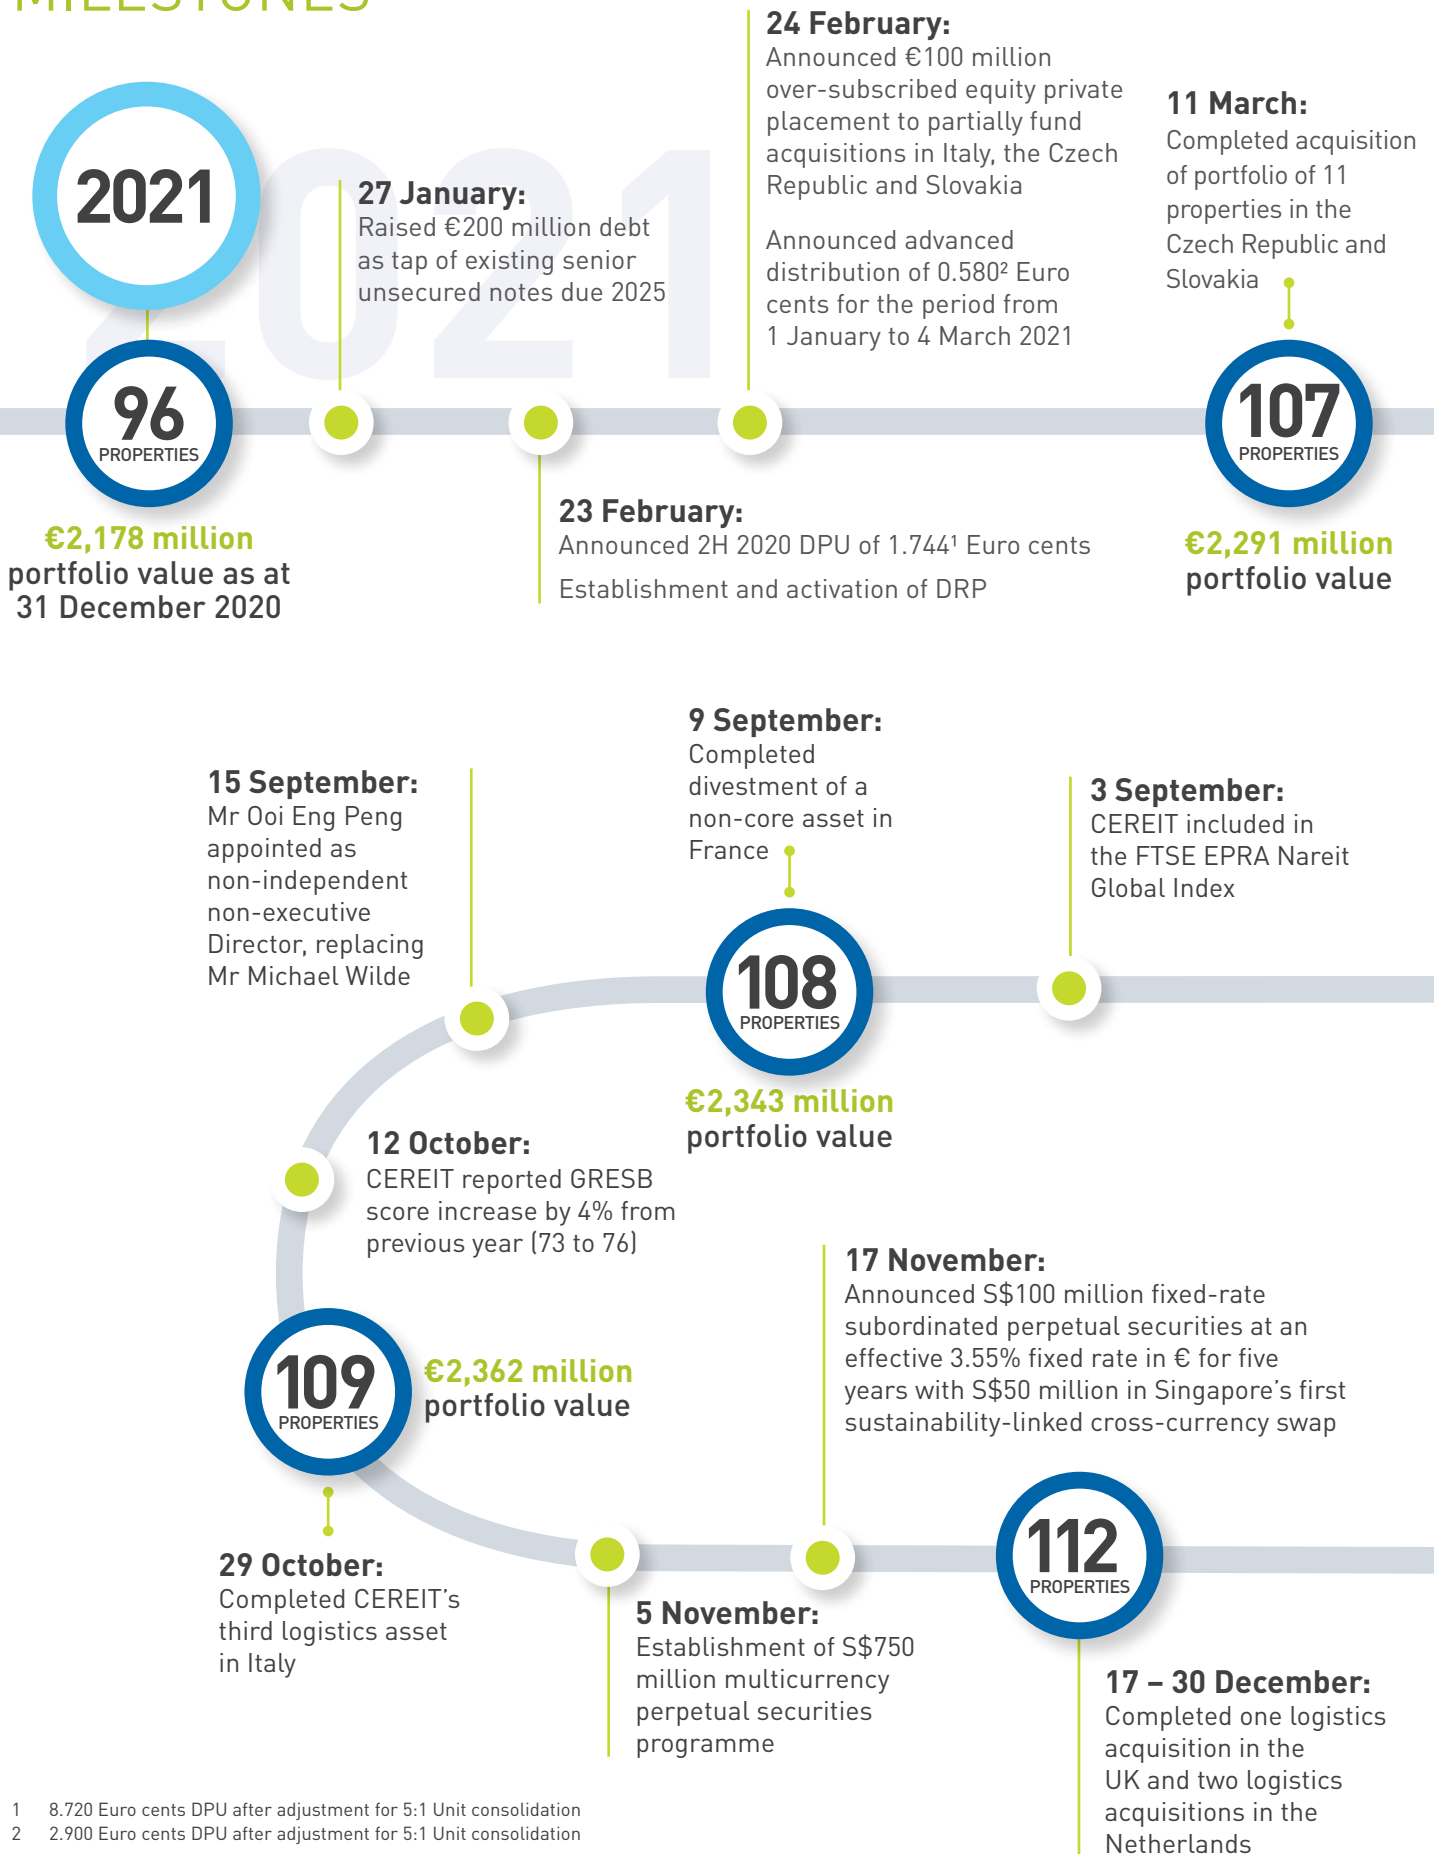 MILESTONES
2021
2021
96
PROPERTIES
€2,178 million
portfolio value as at
31 December 2020
27 January:
Raised €200 million debt
as tap of existing senior
unsecured notes due 2025
23 February:
Announced 2H 2020 DPU of 1.744¹ Euro cents
Establishment and activation of DRP
24 February:
Announced €100 million
over-subscribed equity private
placement to partially fund
acquisitions in Italy, the Czech
Republic and Slovakia
Announced advanced
distribution of 0.580² Euro
cents for the period from
1 January to 4 March 2021
11 March:
Completed acquisition
of portfolio of 11
properties in the
Czech Republic and
Slovakia
107
PROPERTIES
€2,291 million
portfolio value
3 September:
CEREIT included in
the FTSE EPRA Nareit
Global Index
9 September:
Completed
divestment of a
non-core asset in
France
108
PROPERTIES
€2,343 million
portfolio value
15 September:
Mr Ooi Eng Peng
appointed as
non-independent
non-executive
Director, replacing
Mr Michael Wilde
12 October:
CEREIT reported GRESB
score increase by 4% from
previous year (73 to 76)
109
PROPERTIES
€2,362 million
portfolio value
29 October:
Completed CEREIT’s
third logistics asset
in Italy
5 November:
Establishment of S$750
million multicurrency
perpetual securities
programme
17 November:
Announced S$100 million fixed-rate
subordinated perpetual securities at an
effective 3.55% fixed rate in € for five
years with S$50 million in Singapore’s first
sustainability-linked cross-currency swap
112
PROPERTIES
17 – 30 December:
Completed one logistics
acquisition in the
UK and two logistics
acquisitions in the
Netherlands
1 8.720 Euro cents DPU after adjustment for 5:1 Unit consolidation
2 2.900 Euro cents DPU after adjustment for 5:1 Unit consolidation